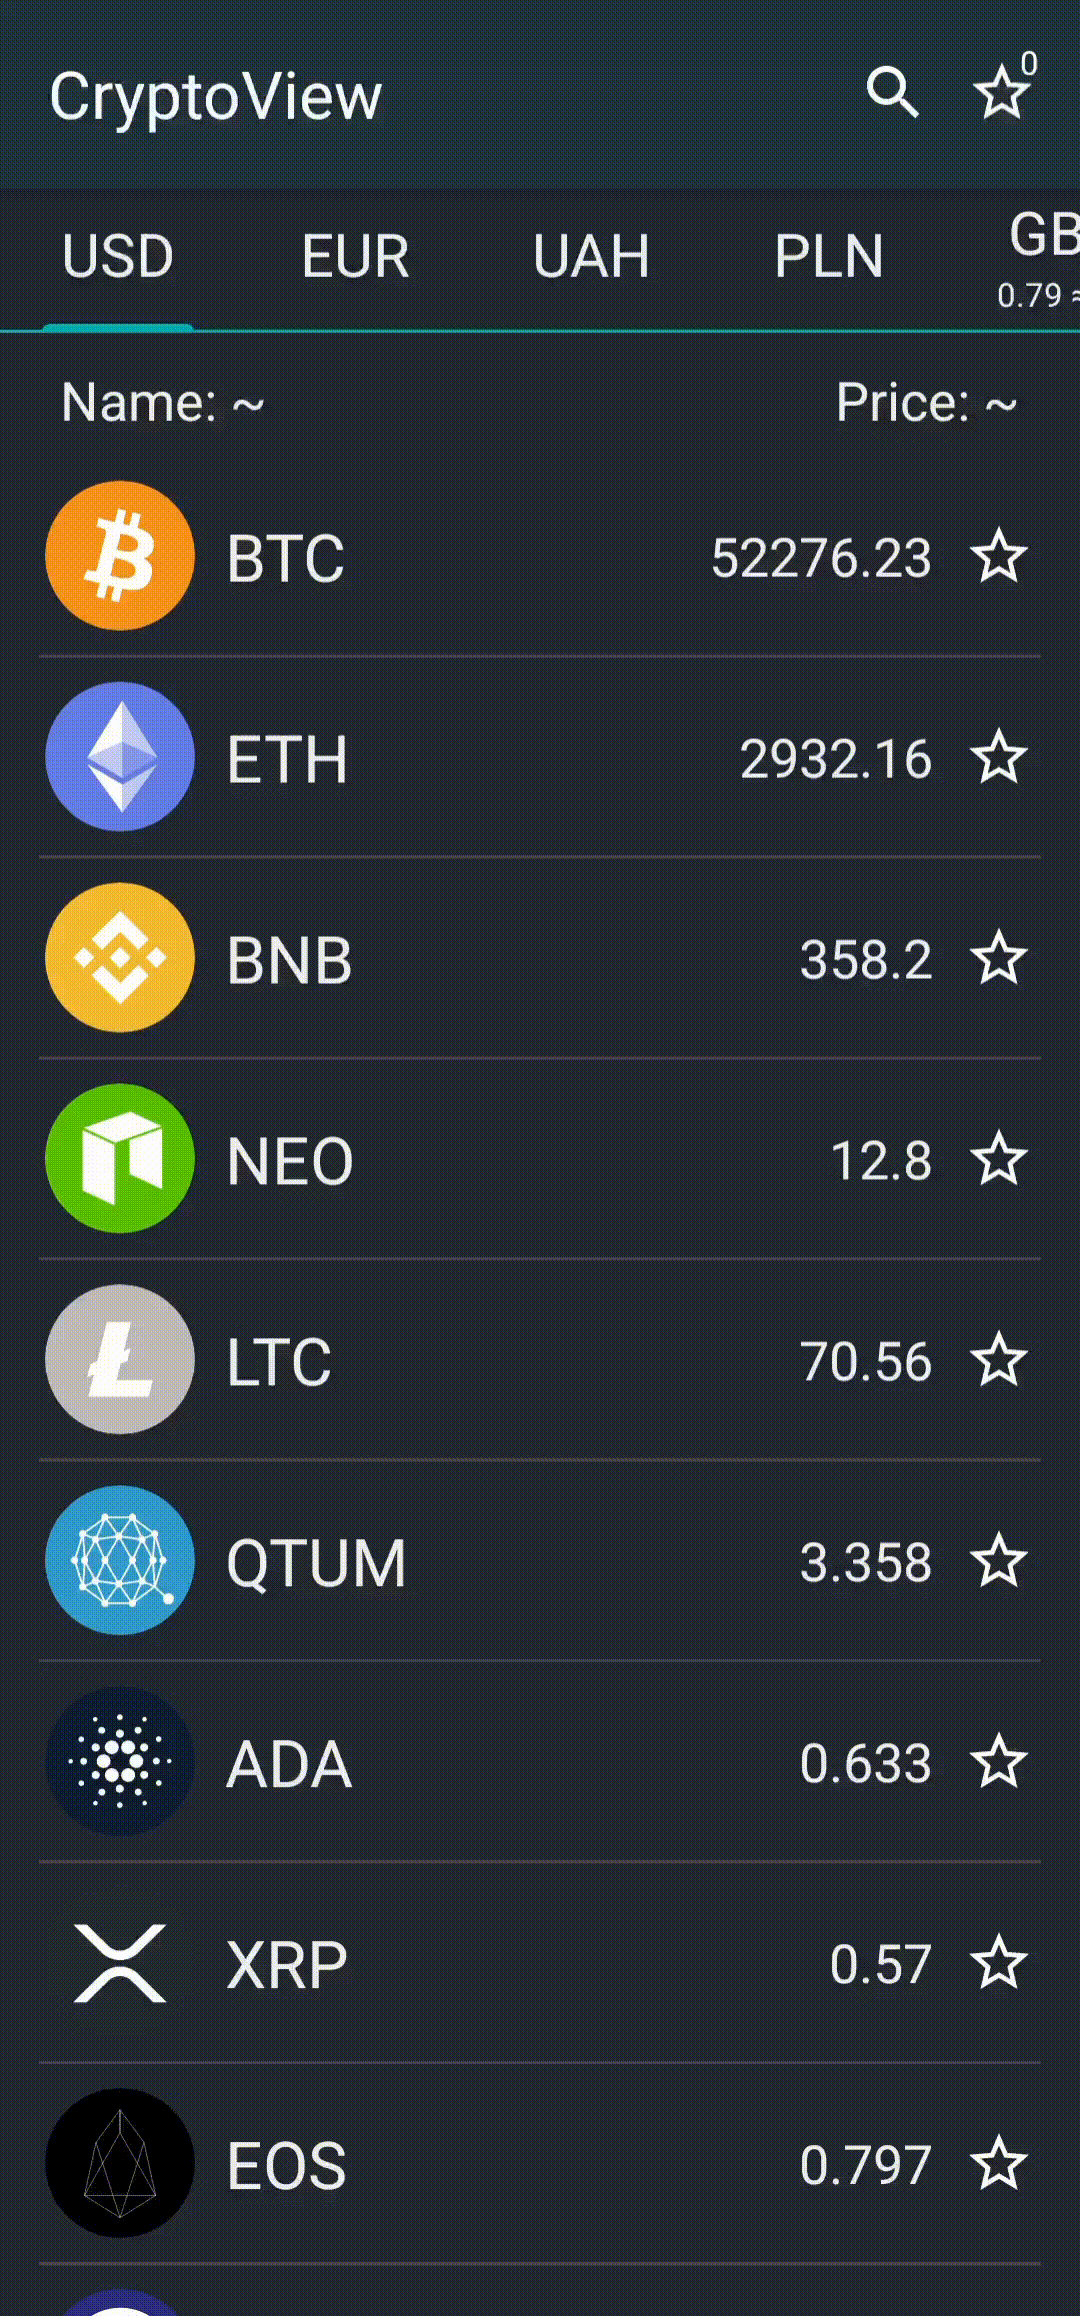 CryptoView
0
USD EUR UAH PLN GB
0.79 ≈
Name: ~ Price: ~
BTC 52276.23
ETH 2932.16
BNB 358.2
NEO 12.8
LTC 70.56
QTUM 3.358
ADA 0.633
XRP 0.57
EOS 0.797